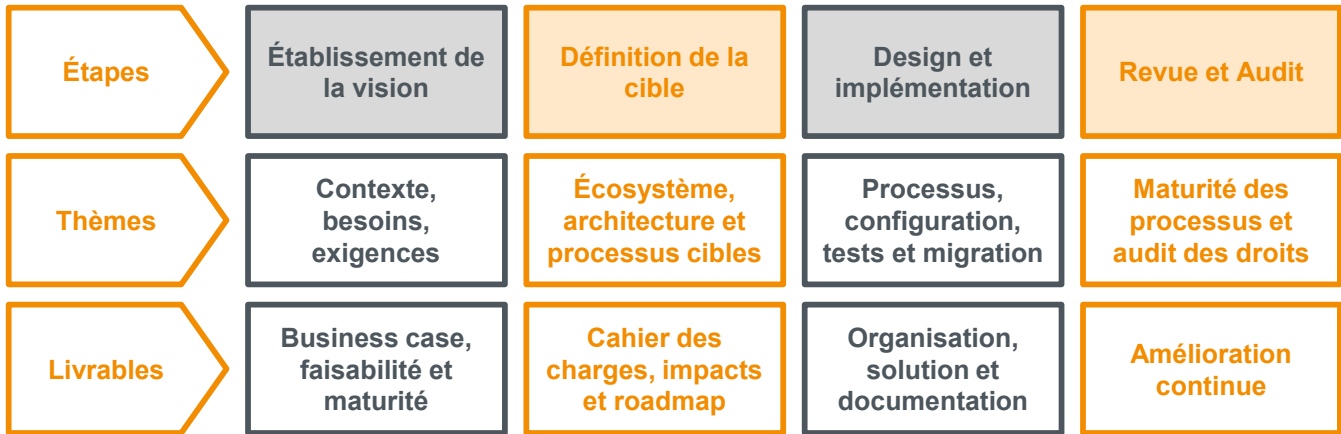 Étapes
Établissement de
la vision
Définition de la
cible
Design et
implémentation
Revue et Audit
Thèmes
Contexte,
besoins,
exigences
Écosystème,
architecture et
processus cibles
Processus,
configuration,
tests et migration
Maturité des
processus et
audit des droits
Livrables
Business case,
faisabilité et
maturité
Cahier des
charges, impacts
et roadmap
Organisation,
solution et
documentation
Amélioration
continue